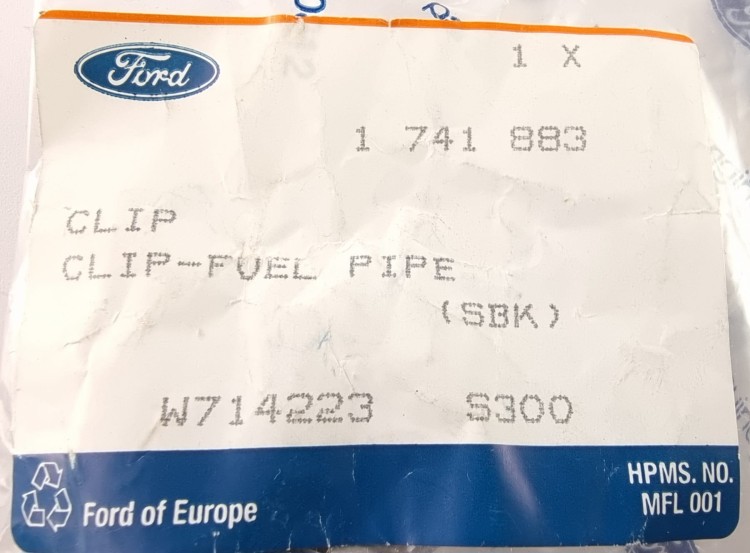 Ford
1 X
1 741 883
CLIP
CLIP-FUEL PIPE
(SBK)
W714223 S300
Ford of Europe
HPMS. NO.
MFL 001